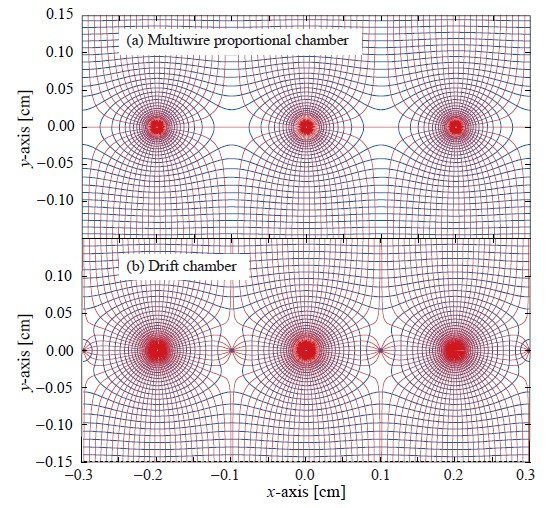 0.15
(a) Multiwire proportional chamber
0.10
0.05
0.00
−0.05
−0.10
y-axis [cm]
(b) Drift chamber
0.10
0.05
0.00
−0.05
−0.10
−0.15
y-axis [cm]
−0.3 −0.2 −0.1 0.0 0.1 0.2 0.3
x-axis [cm]